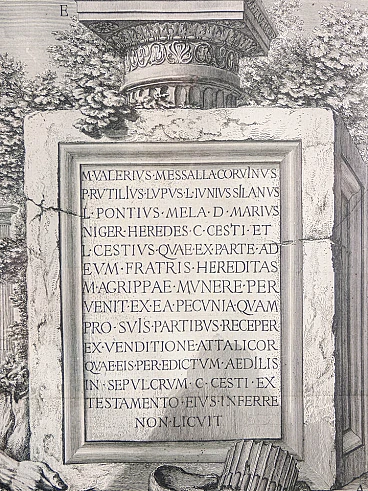 E
M·VALERIVS·MESSALLA CORVINVS
P·RVTILIVS·LVPVS·L·IVNIVS SILANVS
L·PONTIVS·MELA·D·MARIVS
NIGER·HEREDES·C·CESTI·ET
L·CESTIVS·QVAE·EX·PARTE·AD
EVM·FRATRIS·HEREDITAS
M·AGRIPPAE·MVNERE·PER
VENIT·EX·EA·PECVNIA·QVAM
PRO·SVIS·PARTIBVS·RECEPER
EX·VENDITIONE·ATTALICOR
QVAE·EIS·PER·EDICTVM·AEDILIS
IN·SEPVLCRVM·C·CESTI·EX
TESTAMENTO·EIVS·INFERRE
NON·LICVIT
A